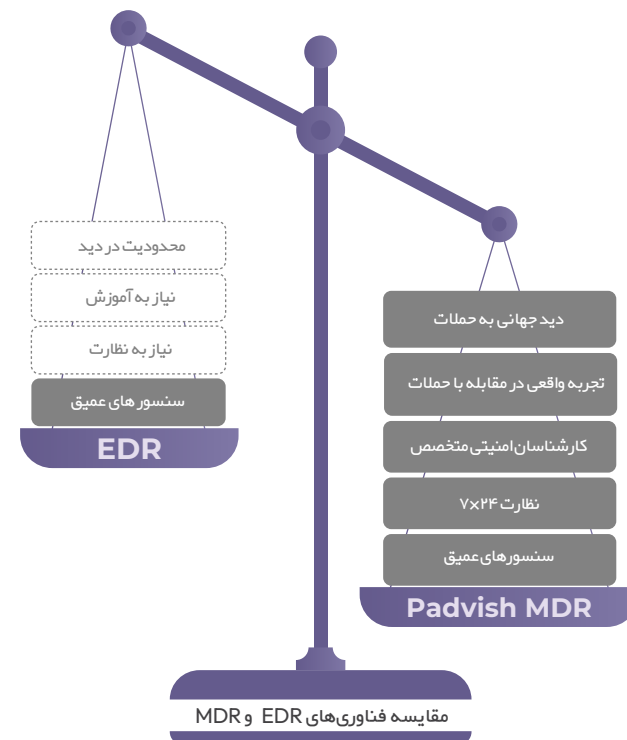 محدودیت در دید
نیاز به آموزش
نیاز به نظارت
سنسور های عمیق
EDR
دید جهانی به حملات
تجربه واقعی در مقابله با حملات
کارشناسان امنیتی متخصص
نظارت ۷×۲۴
سنسورهای عمیق
Padvish MDR
مقایسه فناوری‌های EDR و MDR